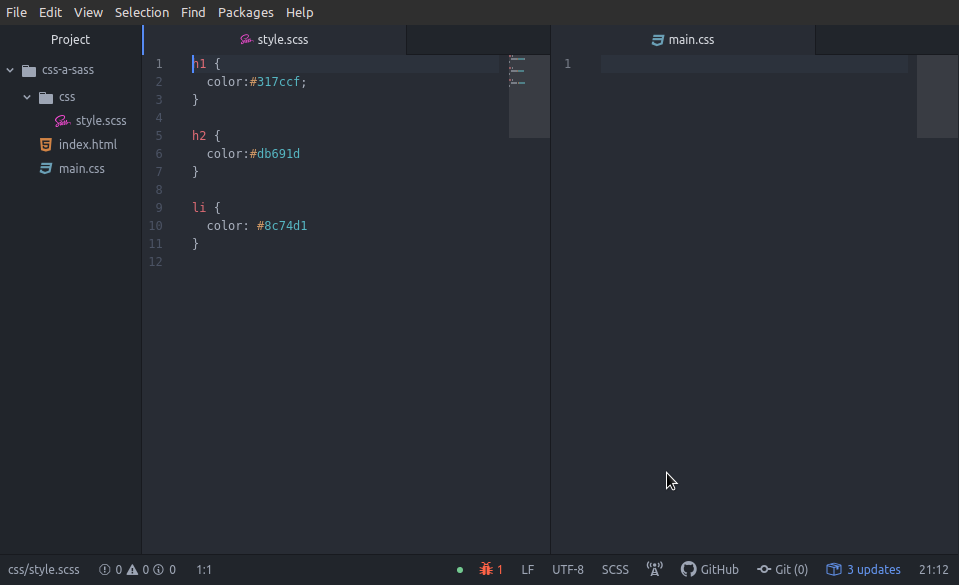 File Edit View Selection Find Packages Help
Project
css-a-sass
css
style.scss
index.html
main.css
style.scss
1 h1 {
2 color:#317ccf;
3 }
4
5 h2 {
6 color:#db691d
7 }
8
9 li {
10 color: #8c74d1
11 }
12
main.css
1
css/style.scss 0 0 0 1:1 1 LF UTF-8 SCSS GitHub Git (0) 3 updates 21:12